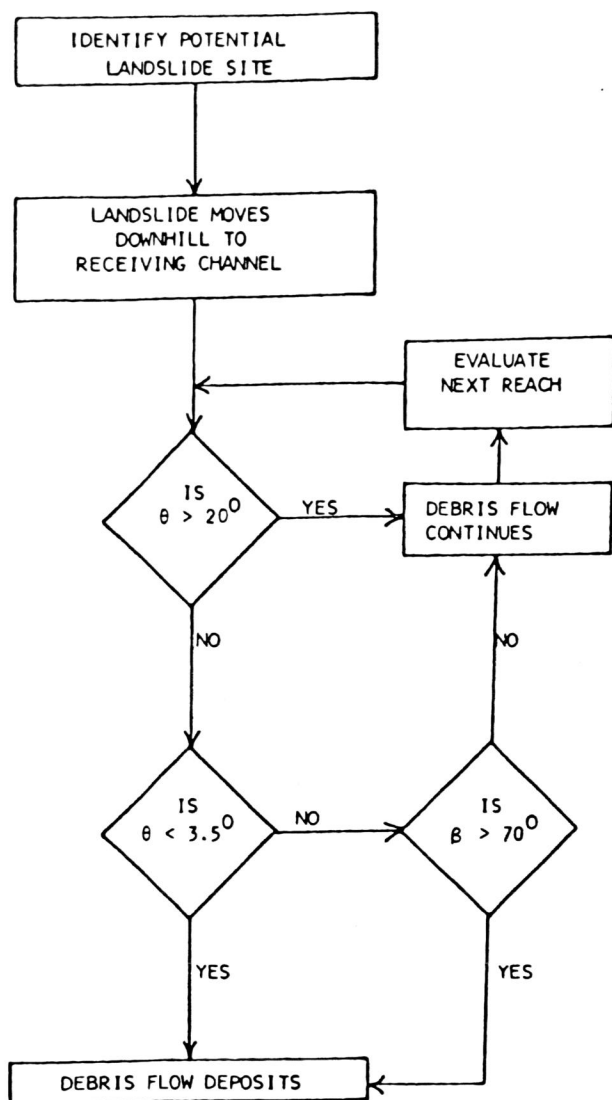 IDENTIFY POTENTIAL
LANDSLIDE SITE
LANDSLIDE MOVES
DOWNHILL TO
RECEIVING CHANNEL
EVALUATE
NEXT REACH
IS
θ > 20°
YES
DEBRIS FLOW
CONTINUES
NO
NO
IS
θ < 3.5°
NO
IS
β > 70°
YES
YES
DEBRIS FLOW DEPOSITS